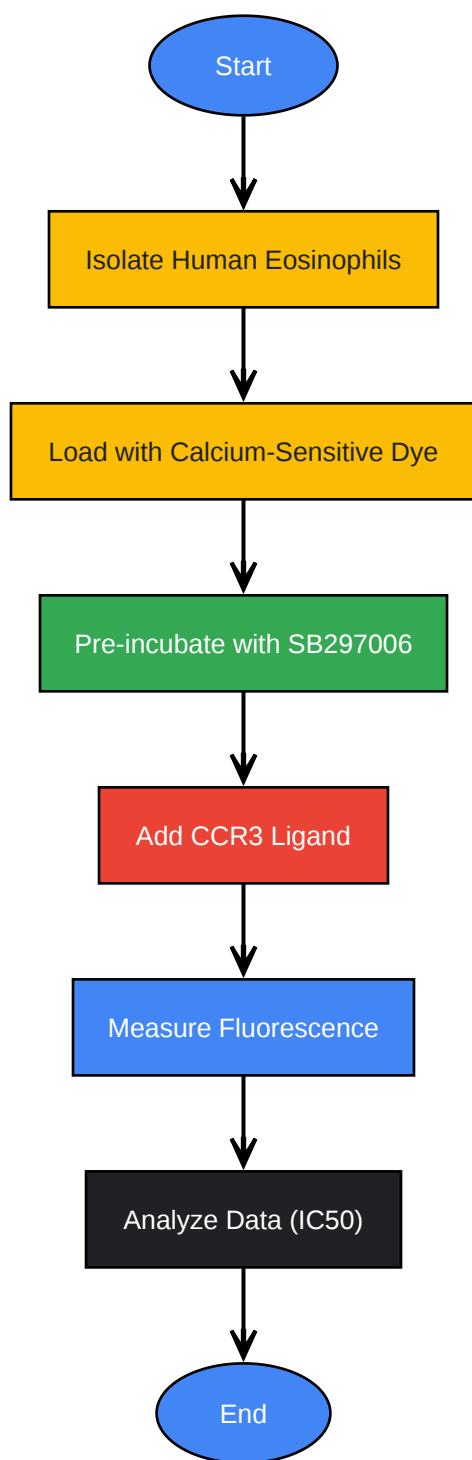 Start
Isolate Human Eosinophils
Load with Calcium-Sensitive Dye
Pre-incubate with SB297006
Add CCR3 Ligand
Measure Fluorescence
Analyze Data (IC50)
End